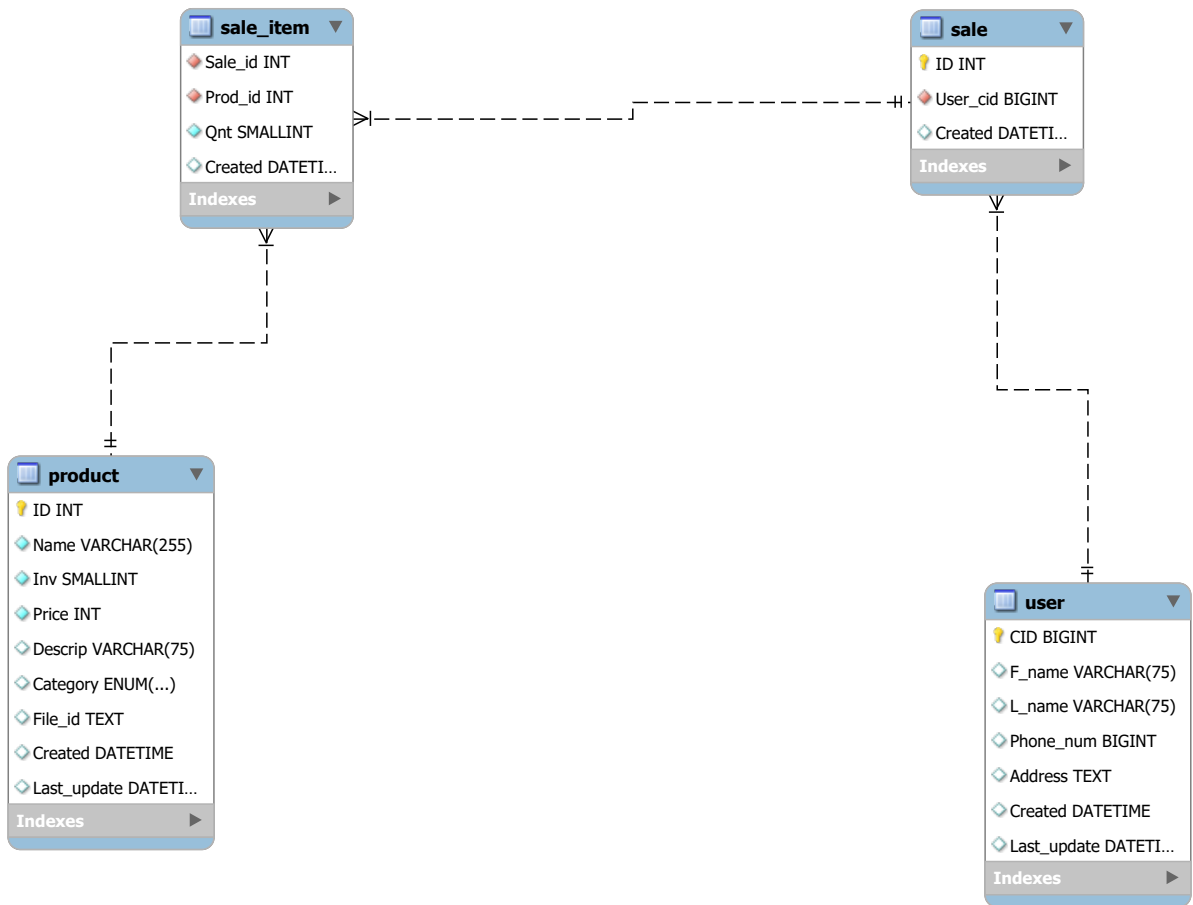 sale_item
Sale_id INT
Prod_id INT
Qnt SMALLINT
Created DATETI...
Indexes
sale
ID INT
User_cid BIGINT
Created DATETI...
Indexes
product
ID INT
Name VARCHAR(255)
Inv SMALLINT
Price INT
Descrip VARCHAR(75)
Category ENUM(...)
File_id TEXT
Created DATETIME
Last_update DATETI...
Indexes
user
CID BIGINT
F_name VARCHAR(75)
L_name VARCHAR(75)
Phone_num BIGINT
Address TEXT
Created DATETIME
Last_update DATETI...
Indexes